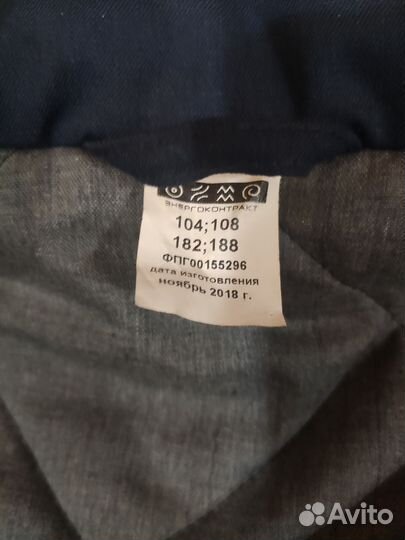 ЭНЕРГОКОНТРАКТ
104;108
182;188
ФПГ00155296
дата изготовления
ноябрь 2018 г.
Avito